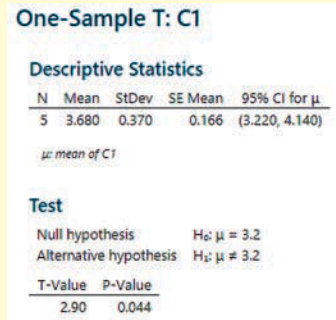 One-Sample T: C1
Descriptive Statistics
N Mean StDev SE Mean 95% CI for μ
5 3.680 0.370 0.166 (3.220, 4.140)
μ: mean of C1
Test
Null hypothesis H₀: μ = 3.2
Alternative hypothesis H₁: μ ≠ 3.2
T-Value P-Value
2.90 0.044